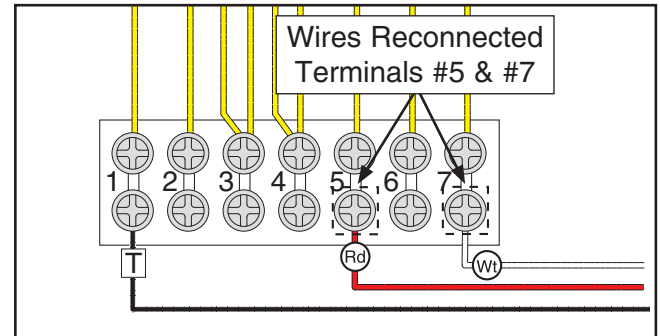 Wires Reconnected
Terminals #5 & #7
1 2 3 4 5 6 7
T
Rd
Wt